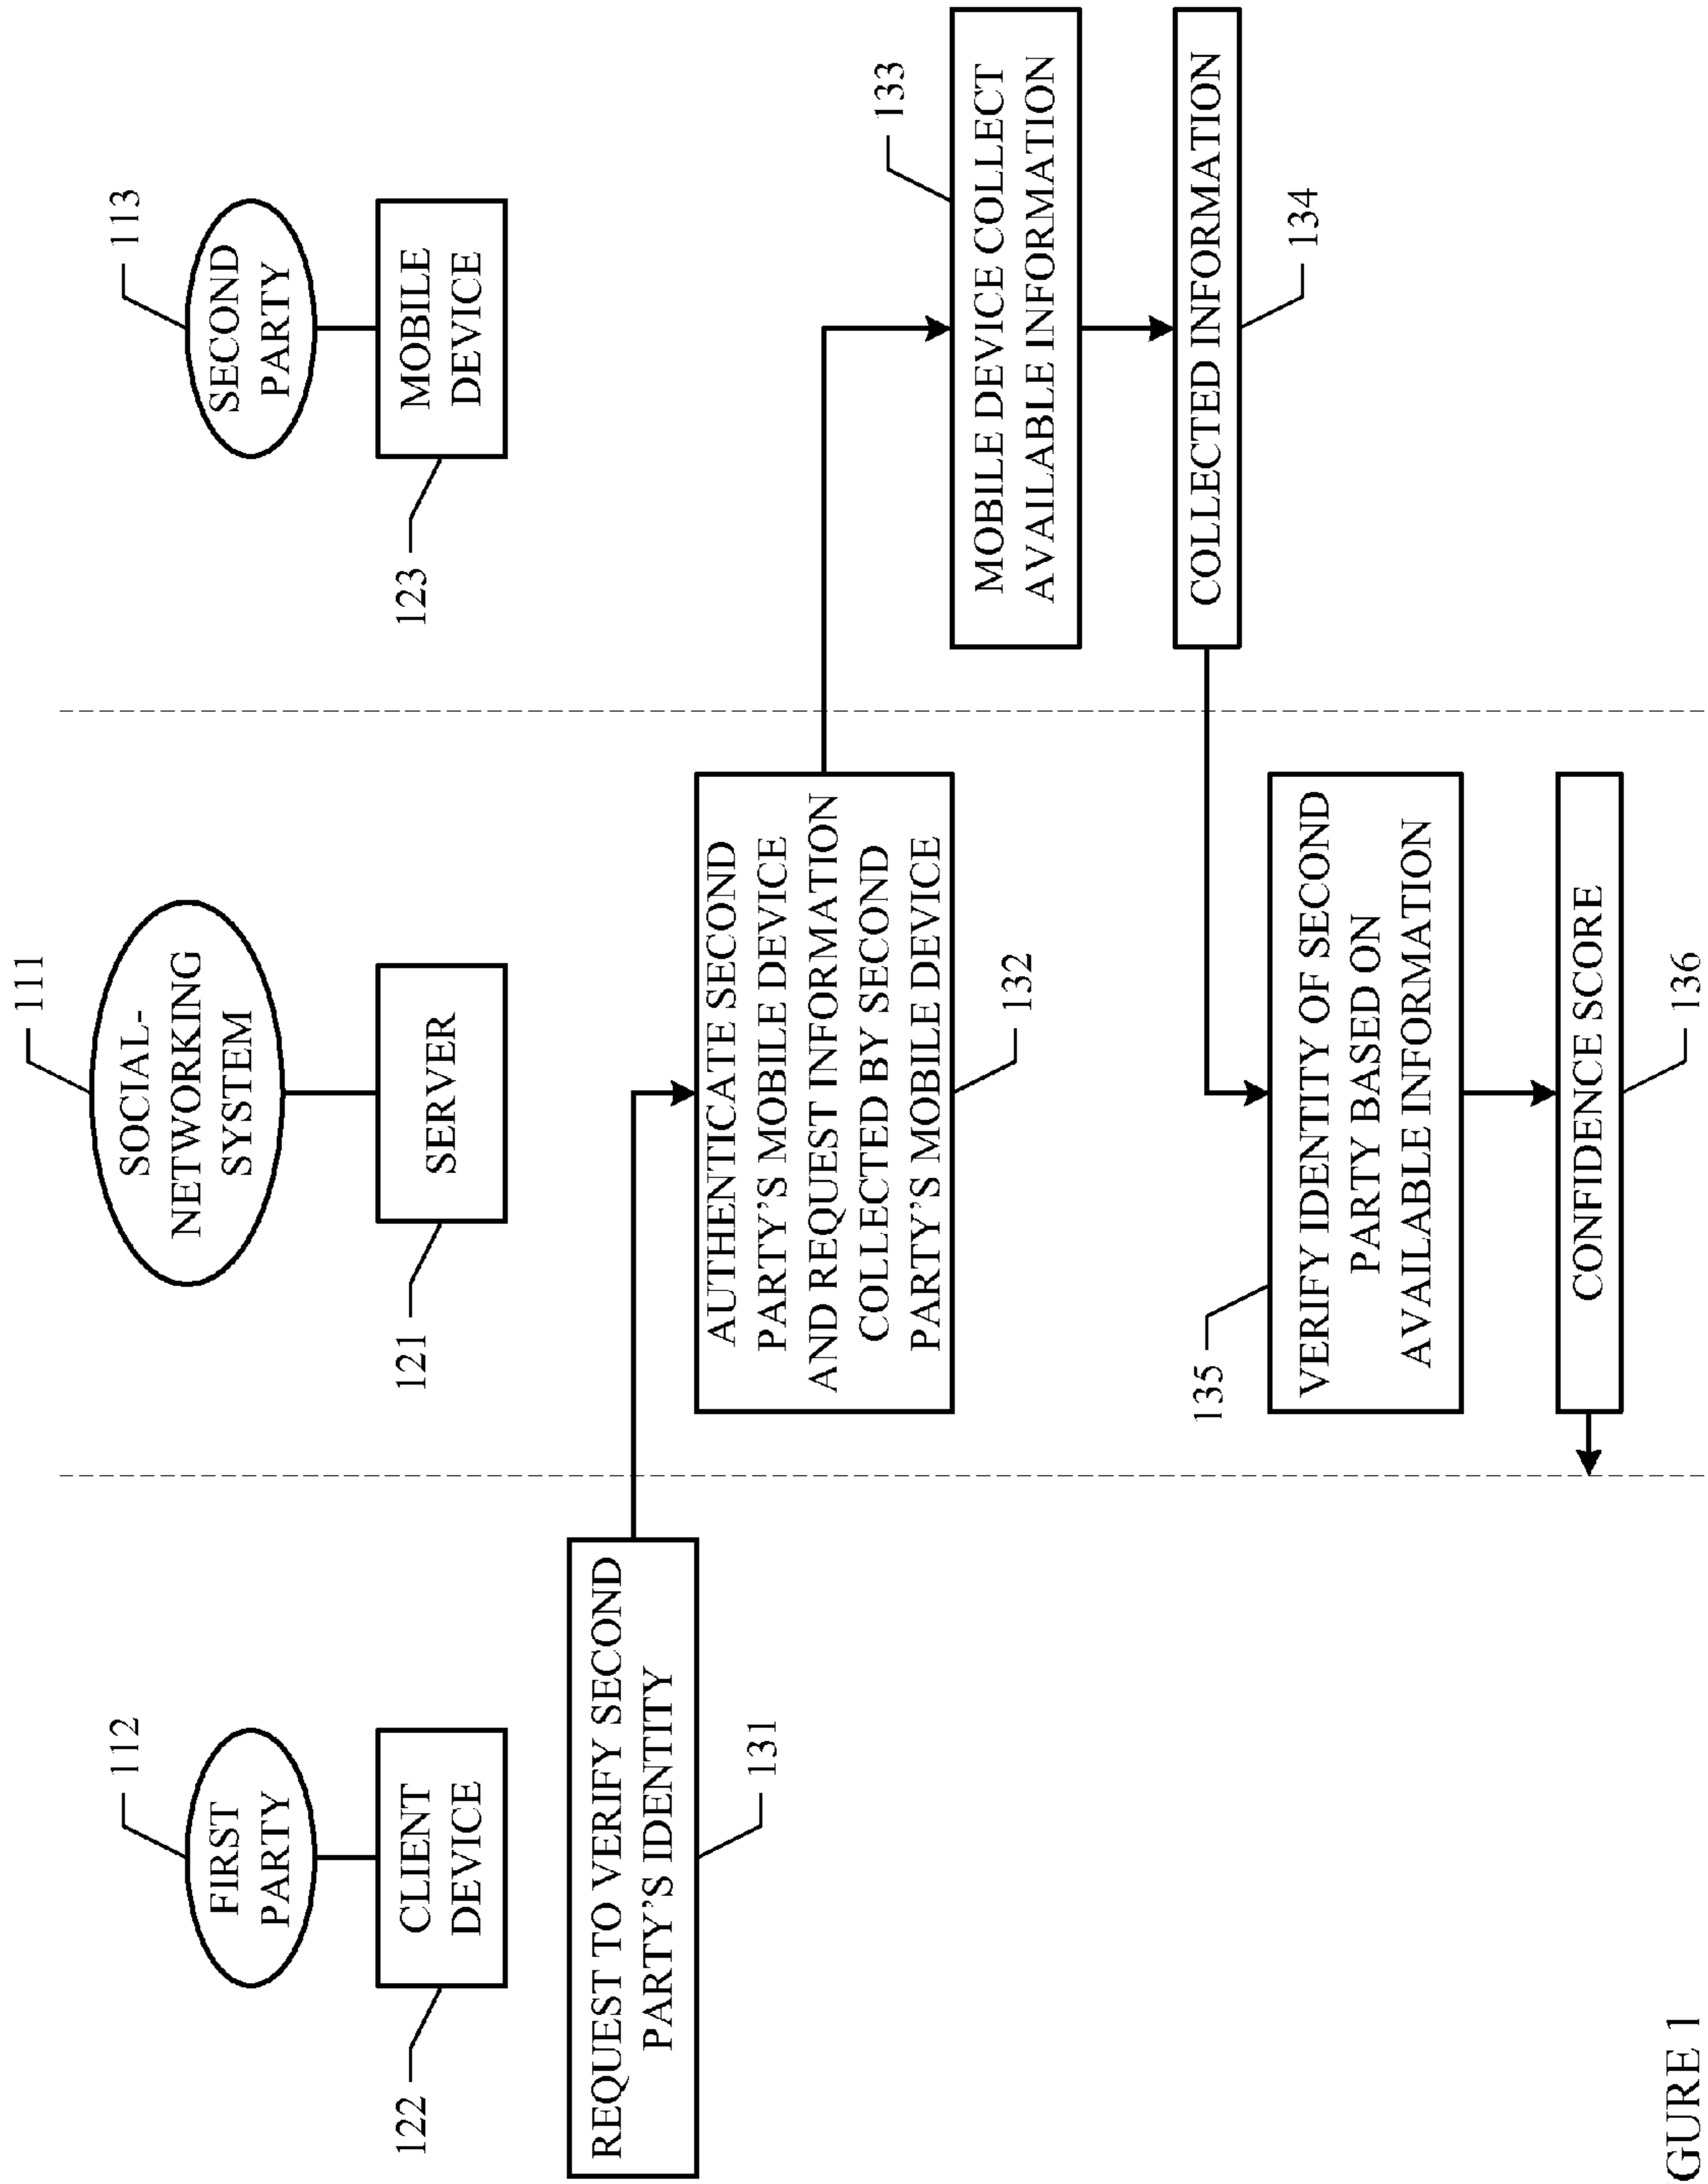 111
112
113
SOCIAL-
NETWORKING
SYSTEM
FIRST
PARTY
SECOND
PARTY
CLIENT
DEVICE
SERVER
MOBILE
DEVICE
122
121
123
REQUEST TO VERIFY SECOND
PARTY'S IDENTITY
131
AUTHENTICATE SECOND
PARTY'S MOBILE DEVICE
AND REQUEST INFORMATION
COLLECTED BY SECOND
PARTY'S MOBILE DEVICE
132
133
MOBILE DEVICE COLLECT
AVAILABLE INFORMATION
COLLECTED INFORMATION
134
135
VERIFY IDENTITY OF SECOND
PARTY BASED ON
AVAILABLE INFORMATION
CONFIDENCE SCORE
136
GURE 1